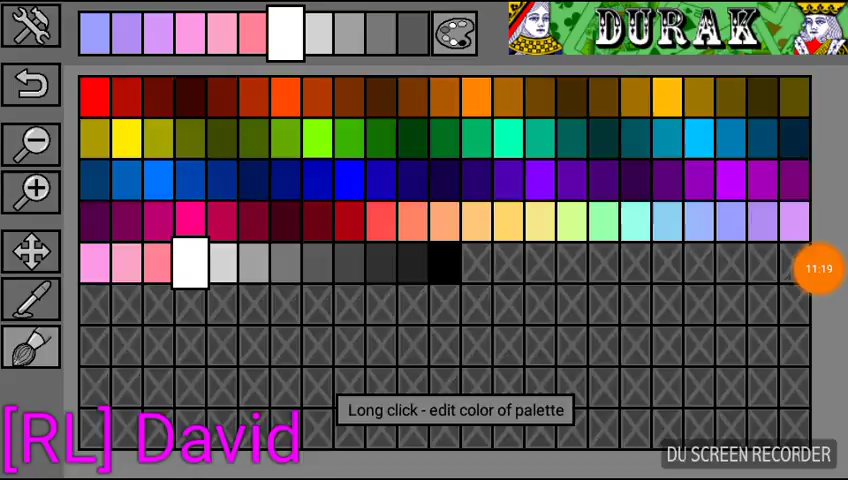 DURAK
11:19
Long click - edit color of palette
[RL] David
DU SCREEN RECORDER